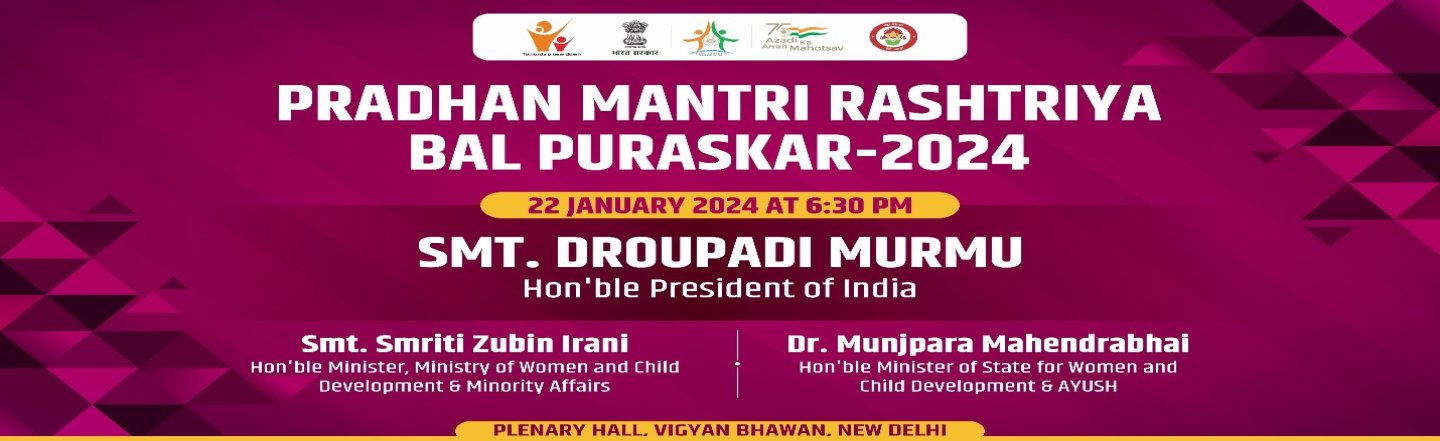 Towards a new dawn
भारत सरकार
75
Azadi Ka
Amrit Mahotsav
PRADHAN MANTRI RASHTRIYA
BAL PURASKAR-2024
22 JANUARY 2024 AT 6:30 PM
SMT. DROUPADI MURMU
Hon'ble President of India
Smt. Smriti Zubin Irani
Hon'ble Minister, Ministry of Women and Child
Development & Minority Affairs
Dr. Munjpara Mahendrabhai
Hon'ble Minister of State for Women and
Child Development & AYUSH
PLENARY HALL, VIGYAN BHAWAN, NEW DELHI